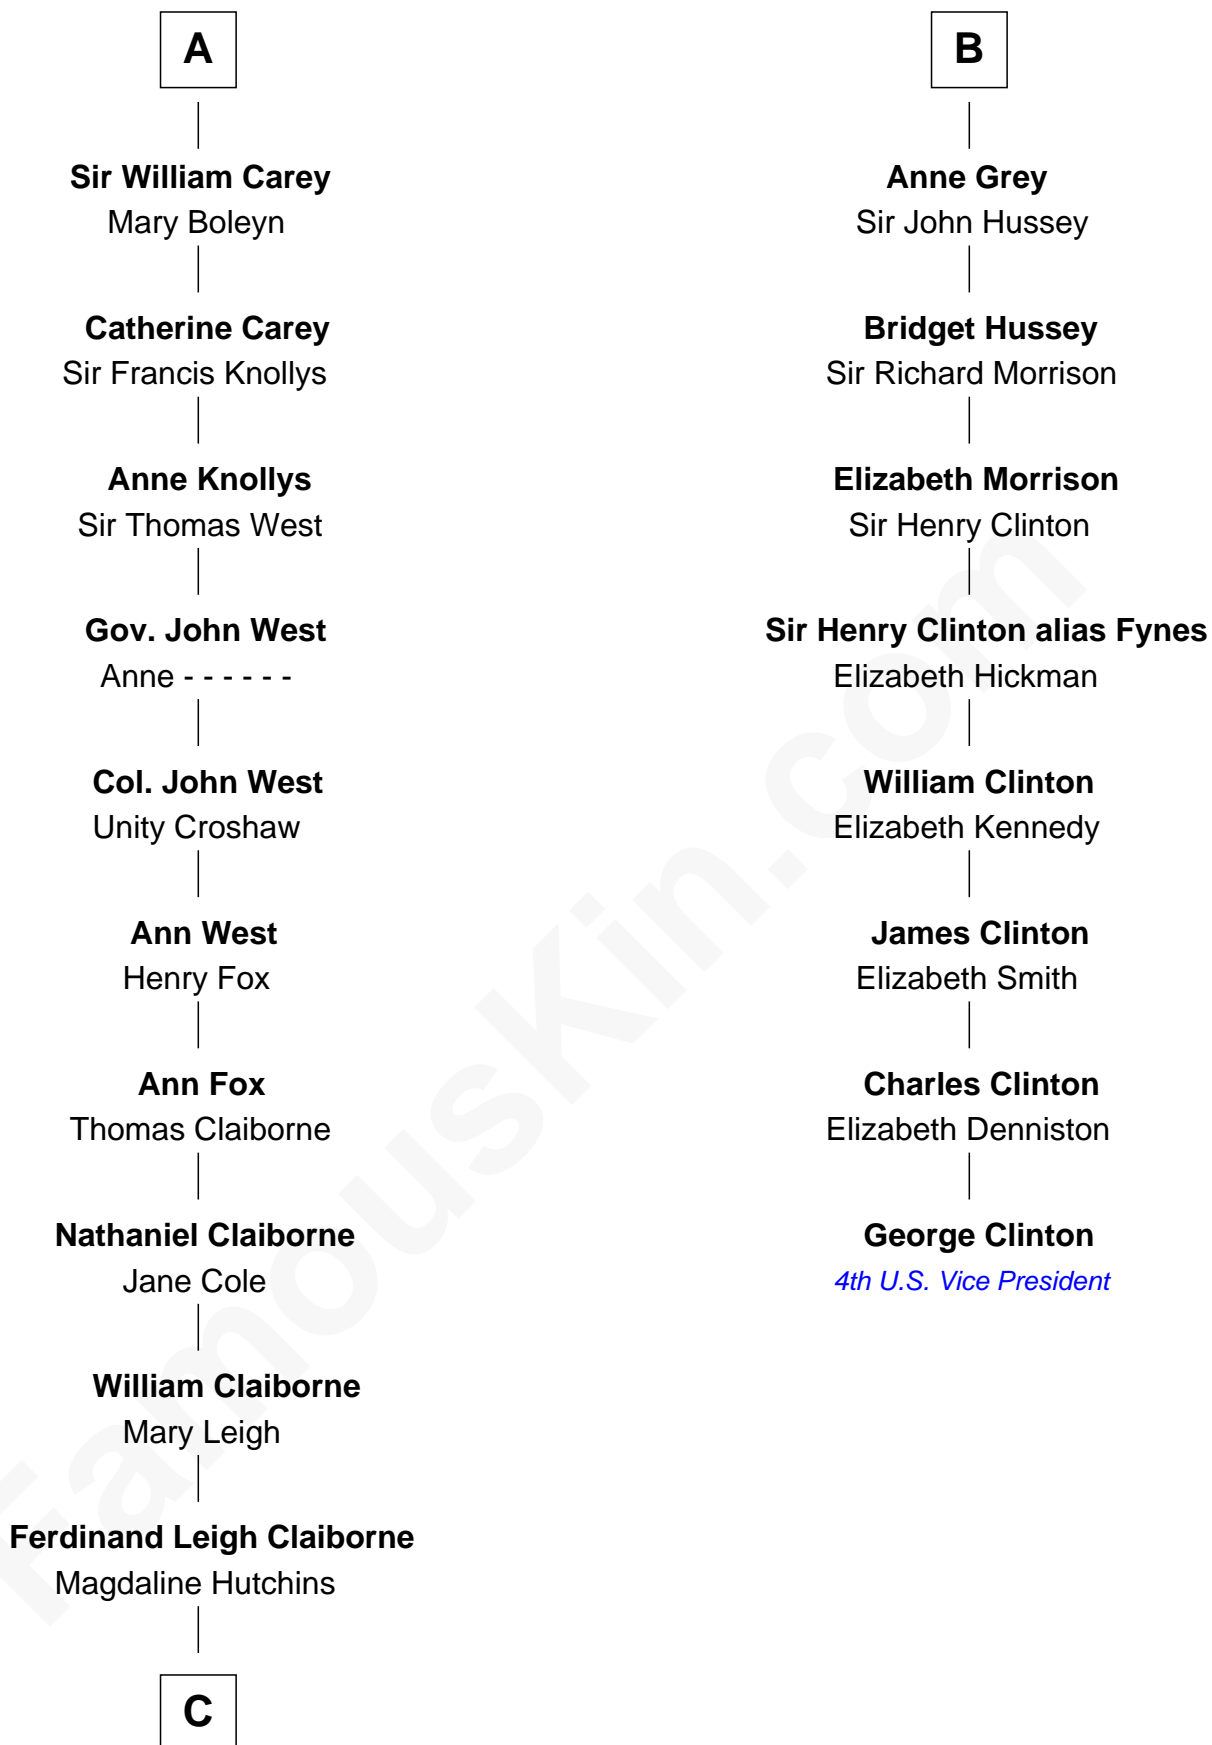 A
Sir William Carey
Mary Boleyn
Catherine Carey
Sir Francis Knollys
Anne Knollys
Sir Thomas West
Gov. John West
Anne - - - - - -
Col. John West
Unity Croshaw
Ann West
Henry Fox
Ann Fox
Thomas Claiborne
Nathaniel Claiborne
Jane Cole
William Claiborne
Mary Leigh
Ferdinand Leigh Claiborne
Magdaline Hutchins
C
B
Anne Grey
Sir John Hussey
Bridget Hussey
Sir Richard Morrison
Elizabeth Morrison
Sir Henry Clinton
Sir Henry Clinton alias Fynes
Elizabeth Hickman
William Clinton
Elizabeth Kennedy
James Clinton
Elizabeth Smith
Charles Clinton
Elizabeth Denniston
George Clinton
4th U.S. Vice President
FamousKin.com